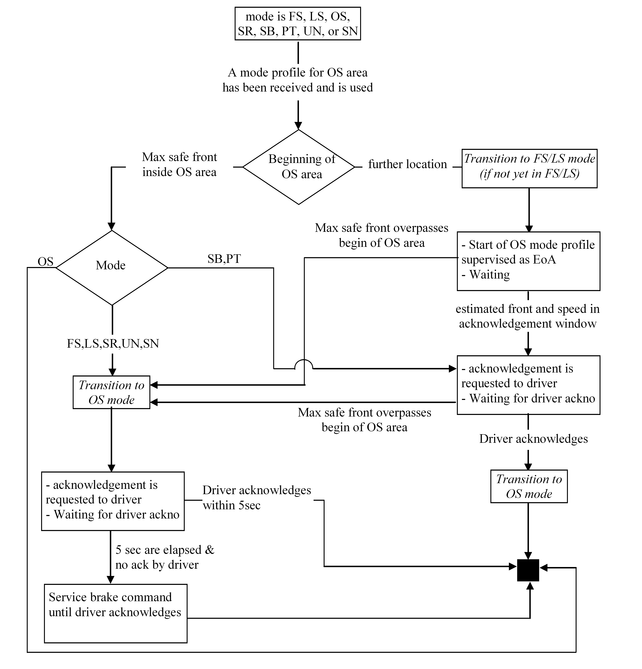 mode is FS, LS, OS,
SR, SB, PT, UN, or SN
A mode profile for OS area
has been received and is used
Beginning of
OS area
Max safe front
inside OS area
further location
Transition to FS/LS mode
(if not yet in FS/LS)
Max safe front overpasses
begin of OS area
- Start of OS mode profile
supervised as EoA
- Waiting
OS
Mode
SB,PT
estimated front and speed in
acknowledgement window
FS,LS,SR,UN,SN
Transition to
OS mode
- acknowledgement is
requested to driver
- Waiting for driver ackno
Max safe front overpasses
begin of OS area
Driver acknowledges
Transition to
OS mode
- acknowledgement is
requested to driver
- Waiting for driver ackno
Driver acknowledges
within 5sec
5 sec are elapsed &
no ack by driver
Service brake command
until driver acknowledges